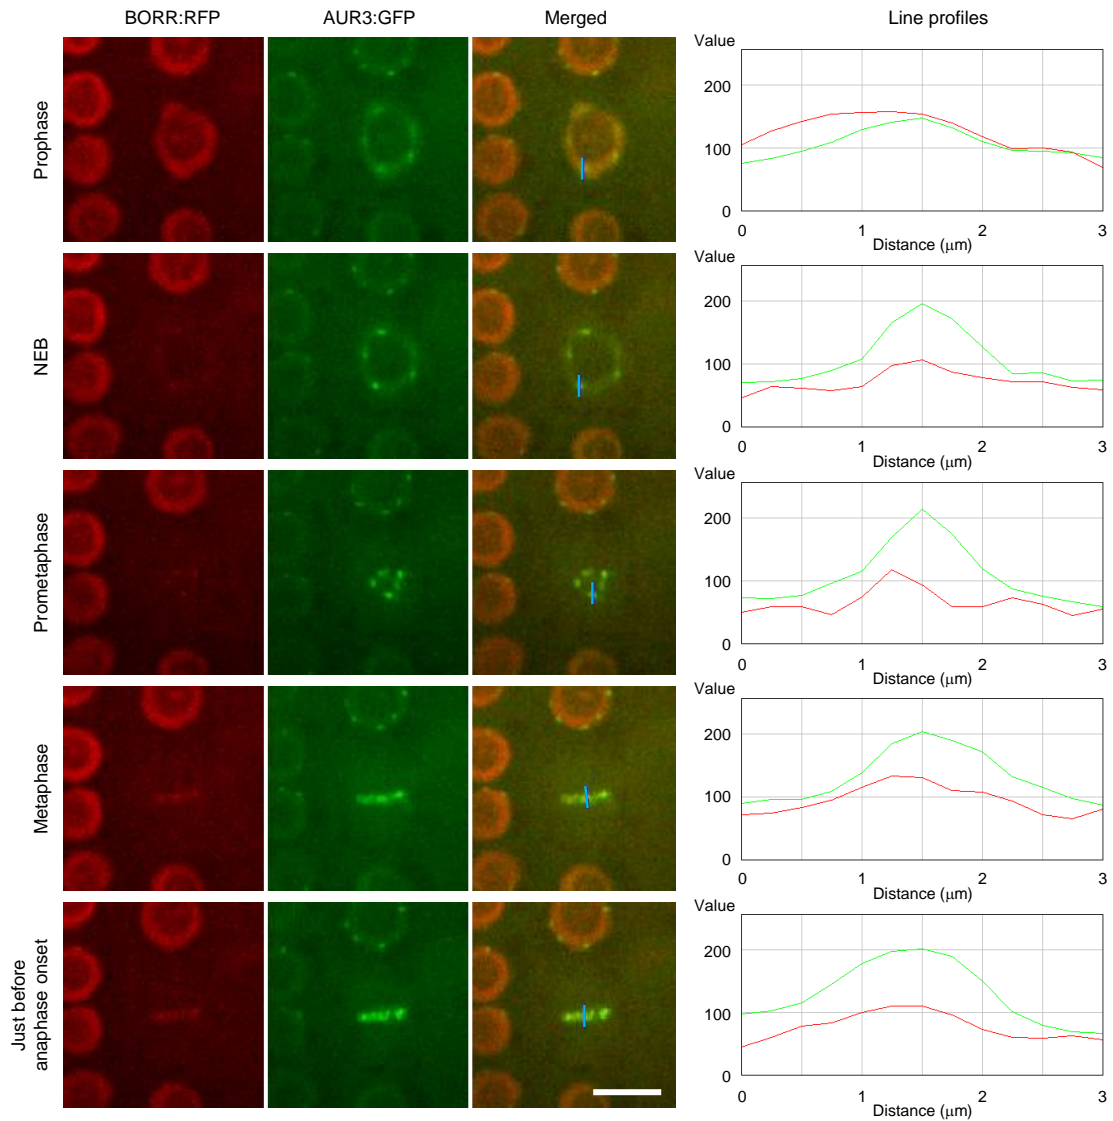 BORR:RFP AUR3:GFP Merged Line profiles
Prophase
Value
200
100
0
0 1 2 3
Distance (μm)
NEB
Value
200
100
0
0 1 2 3
Distance (μm)
Prometaphase
200
100
0
0 1 2 3
Distance (μm)
Metaphase
Value
200
100
0
0 1 2 3
Distance (μm)
Just before
anaphase onset
Value
200
100
0
0 1 2 3
Distance (μm)